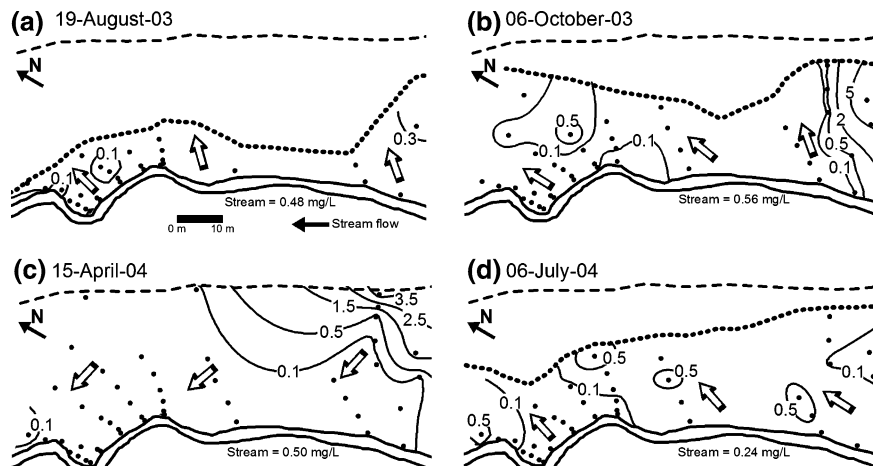 (a) 19-August-03
N
0.3
0.1
0.1
Stream = 0.48 mg/L
0 m 10 m
Stream flow
(b) 06-October-03
N
5
0.5
2
0.1
0.1
0.5
0.1
Stream = 0.56 mg/L
(c) 15-April-04
N
3.5
1.5
2.5
0.5
0.1
0.1
Stream = 0.50 mg/L
(d) 06-July-04
N
0.5
0.5
0.1
0.1
0.1
0.5
0.5
Stream = 0.24 mg/L